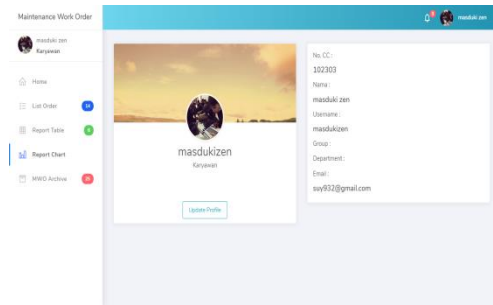 Maintenance Work Order
masduki zen
masduki zen
Karyawan
Home
List Order
14
Report Table
Report Chart
MWO Archive
masdukizen
Karyawan
Update Profile
No. CC :
102303
Nama :
masduki zen
Username :
masdukizen
Group :
Department :
Email :
suy932@gmail.com